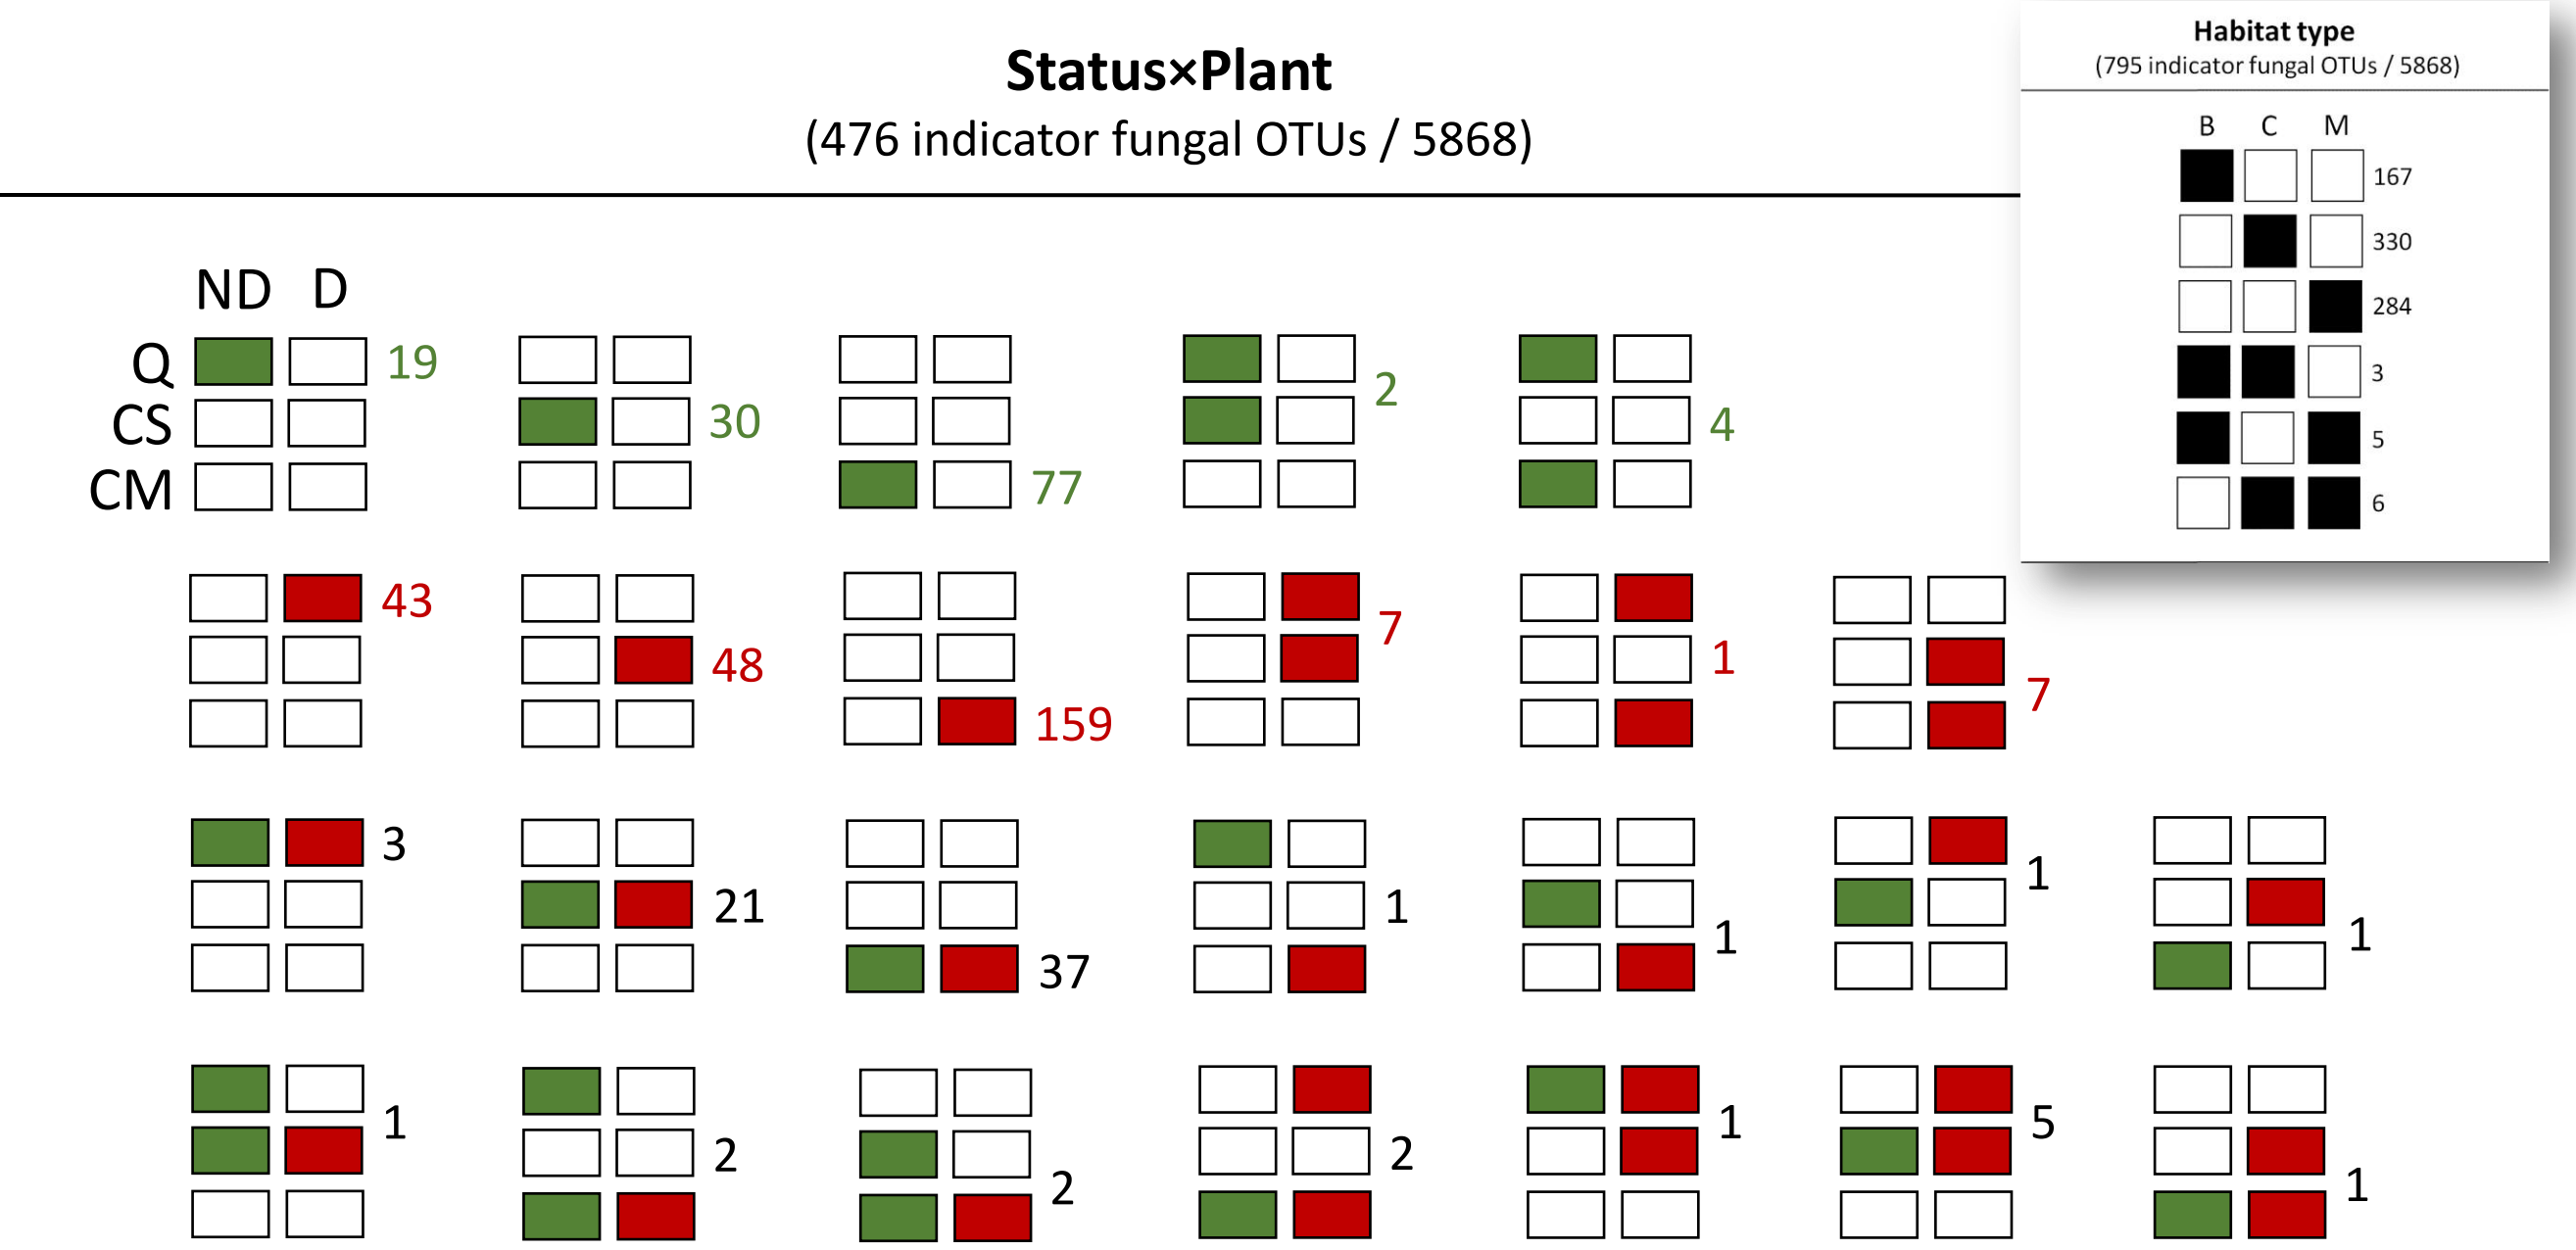 Status×Plant
(476 indicator fungal OTUs / 5868)
Habitat type
(795 indicator fungal OTUs / 5868)
B C M
167
330
284
3
5
6
ND D
Q 19
CS 30 2 4
CM 77
43 48 159 7 1 7
3 21 37 1 1 1 1
1 2 2 2 1 5 1